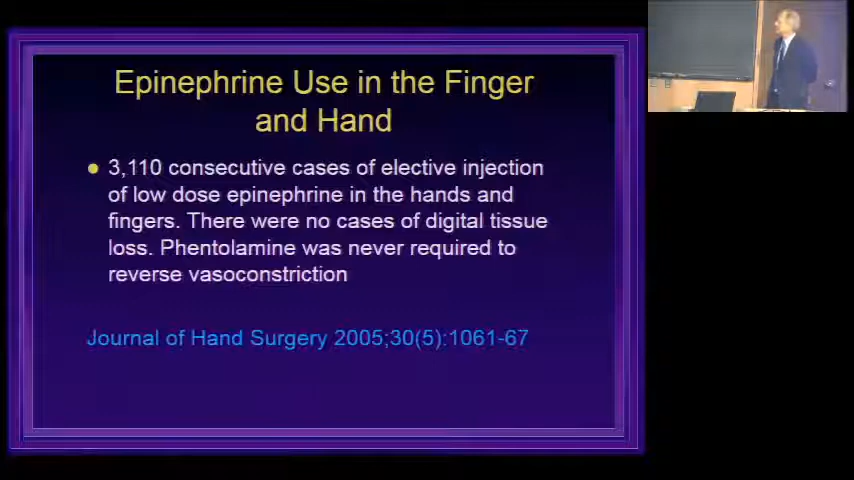 Epinephrine Use in the Finger
and Hand
3,110 consecutive cases of elective injection
of low dose epinephrine in the hands and
fingers. There were no cases of digital tissue
loss. Phentolamine was never required to
reverse vasoconstriction
Journal of Hand Surgery 2005;30(5):1061-67